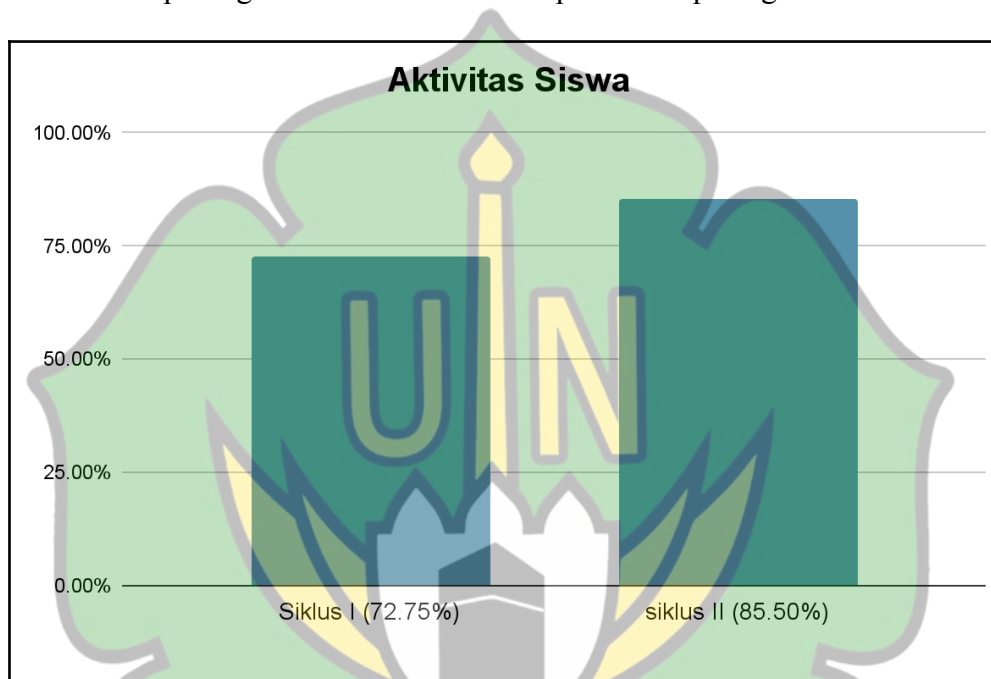 Aktivitas Siswa
100.00%
75.00%
50.00%
25.00%
0.00%
UIN
Siklus I (72.75%)
siklus II (85.50%)